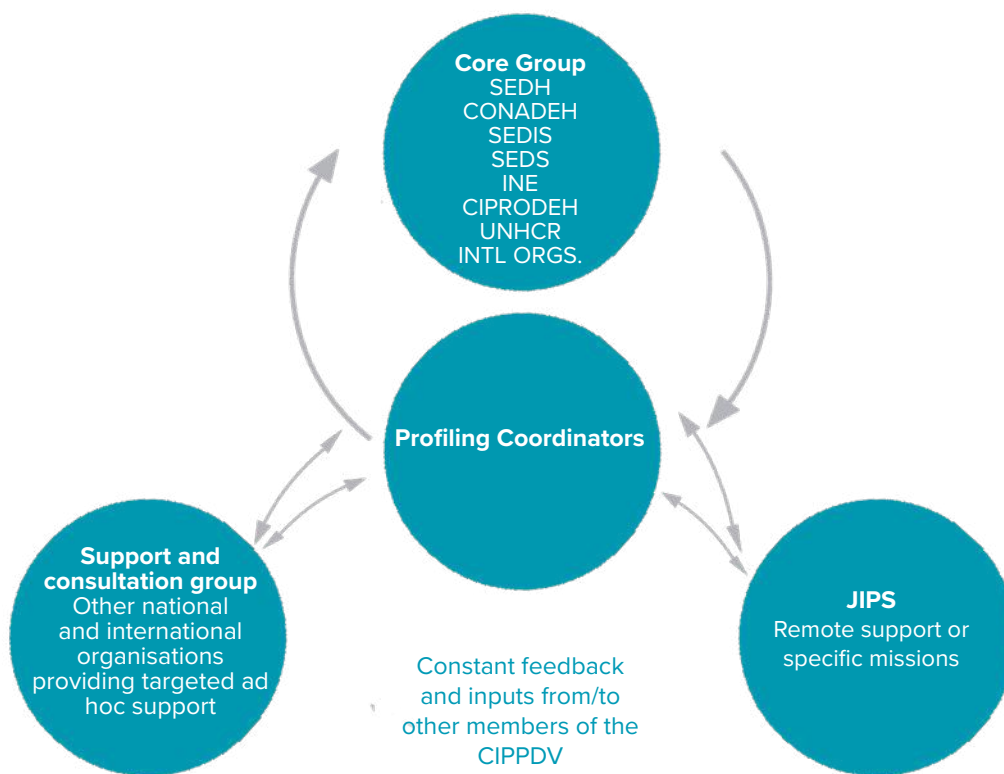 Core Group
SEDH
CONADEH
SEDIS
SEDS
INE
CIPRODEH
UNHCR
INTL ORGS.
Profiling Coordinators
Support and
consultation group
Other national
and international
organisations
providing targeted ad
hoc support
JIPS
Remote support or
specific missions
Constant feedback
and inputs from/to
other members of the
CIPPDV